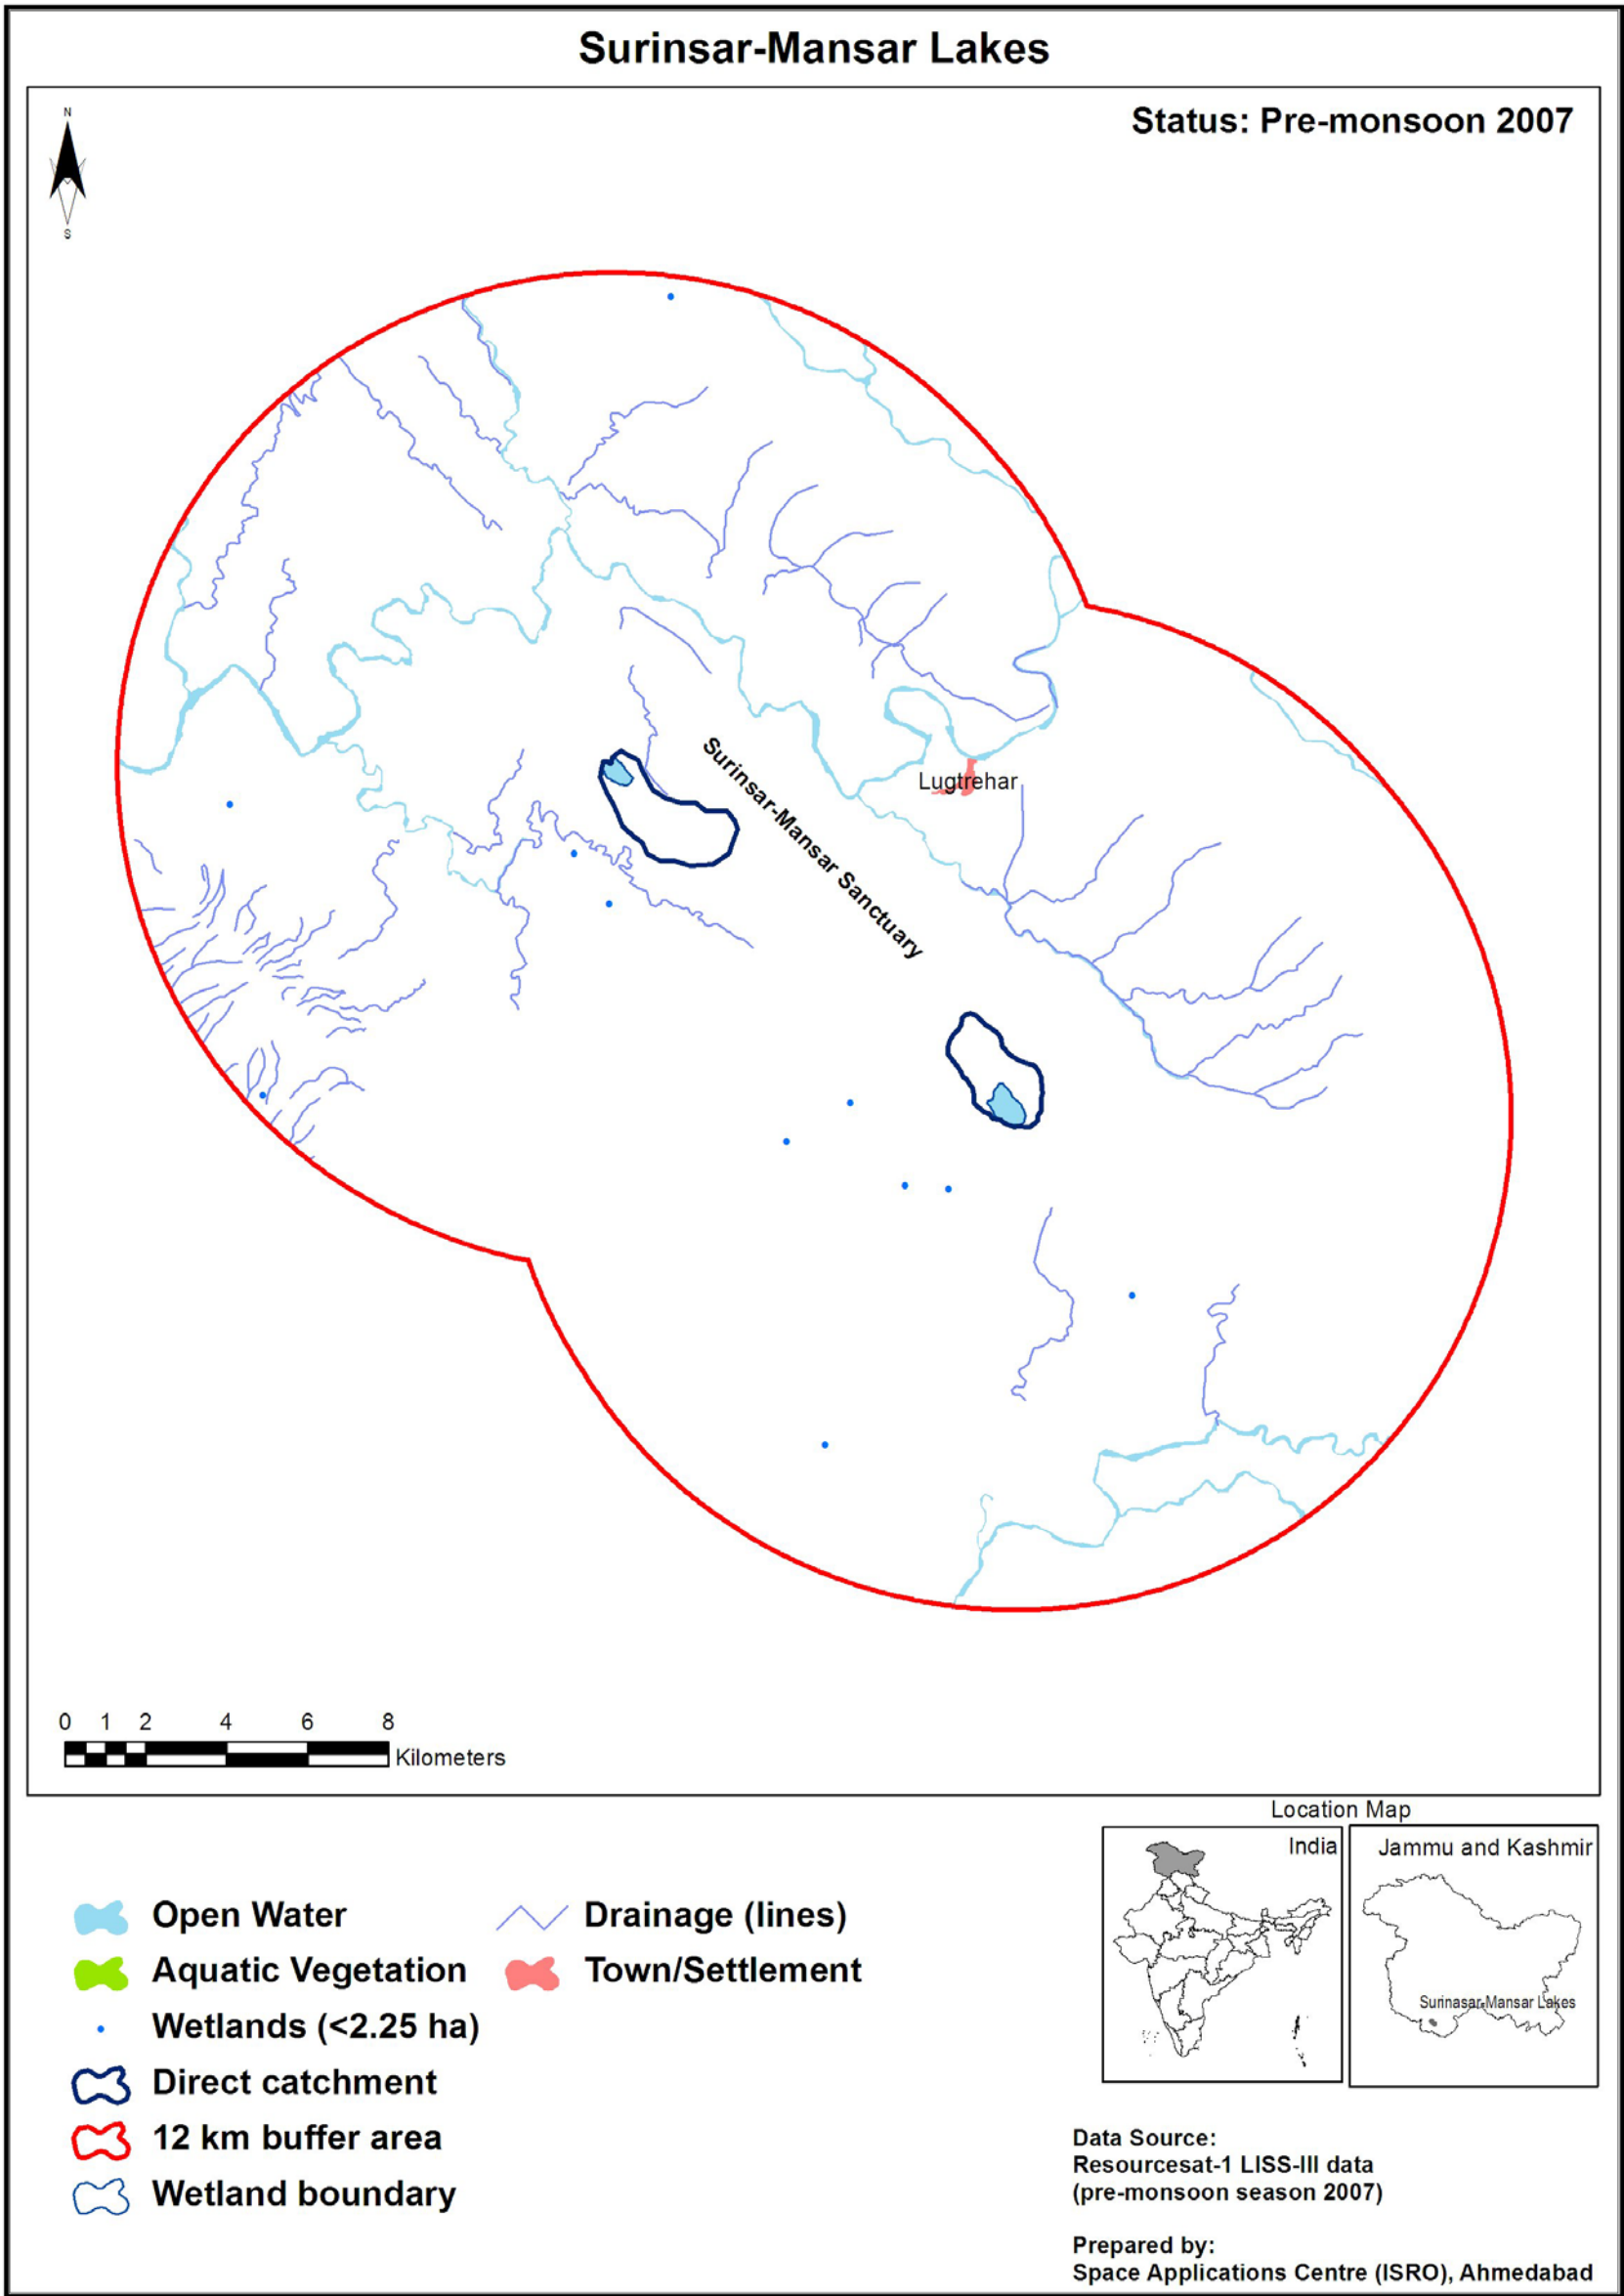 Surinsar-Mansar Lakes
Status: Pre-monsoon 2007
N
S
Lugtrehar
Surinsar-Mansar Sanctuary
0 1 2 4 6 8
Kilometers
Location Map
India
Jammu and Kashmir
Surinasar-Mansar Lakes
Open Water
Aquatic Vegetation
Wetlands (<2.25 ha)
Direct catchment
12 km buffer area
Wetland boundary
Drainage (lines)
Town/Settlement
Data Source:
Resourcesat-1 LISS-III data
(pre-monsoon season 2007)
Prepared by:
Space Applications Centre (ISRO), Ahmedabad